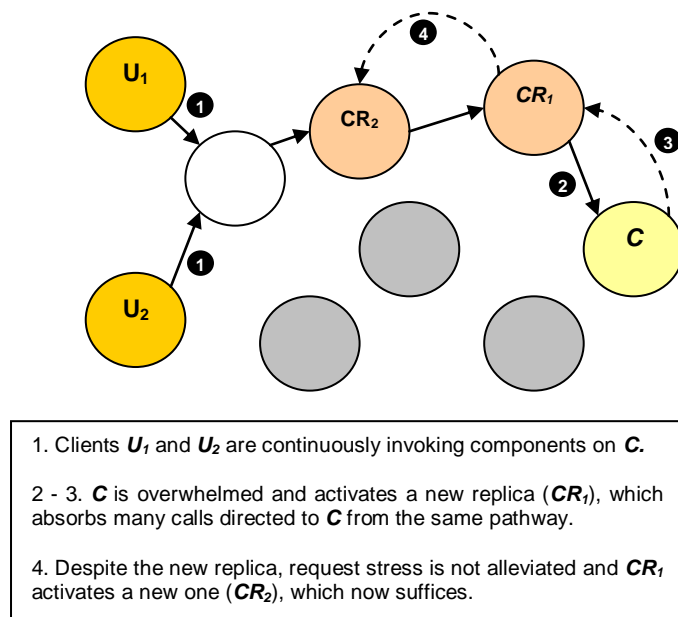 4
U1
CR1
1
CR2
3
2
C
1
U2
1. Clients U1 and U2 are continuously invoking components on C.
2 - 3. C is overwhelmed and activates a new replica (CR1), which
absorbs many calls directed to C from the same pathway.
4. Despite the new replica, request stress is not alleviated and CR1
activates a new one (CR2), which now suffices.